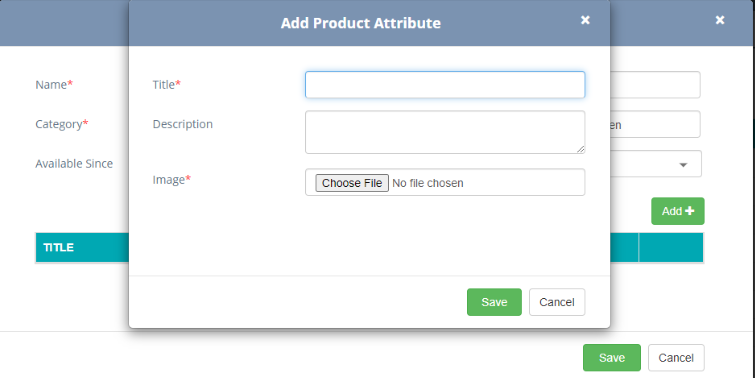 Add Product Attribute × ×
Name* Title*
Category* Description en
Available Since
Image* Choose File No file chosen
Add +
TITLE
Save Cancel
Save Cancel